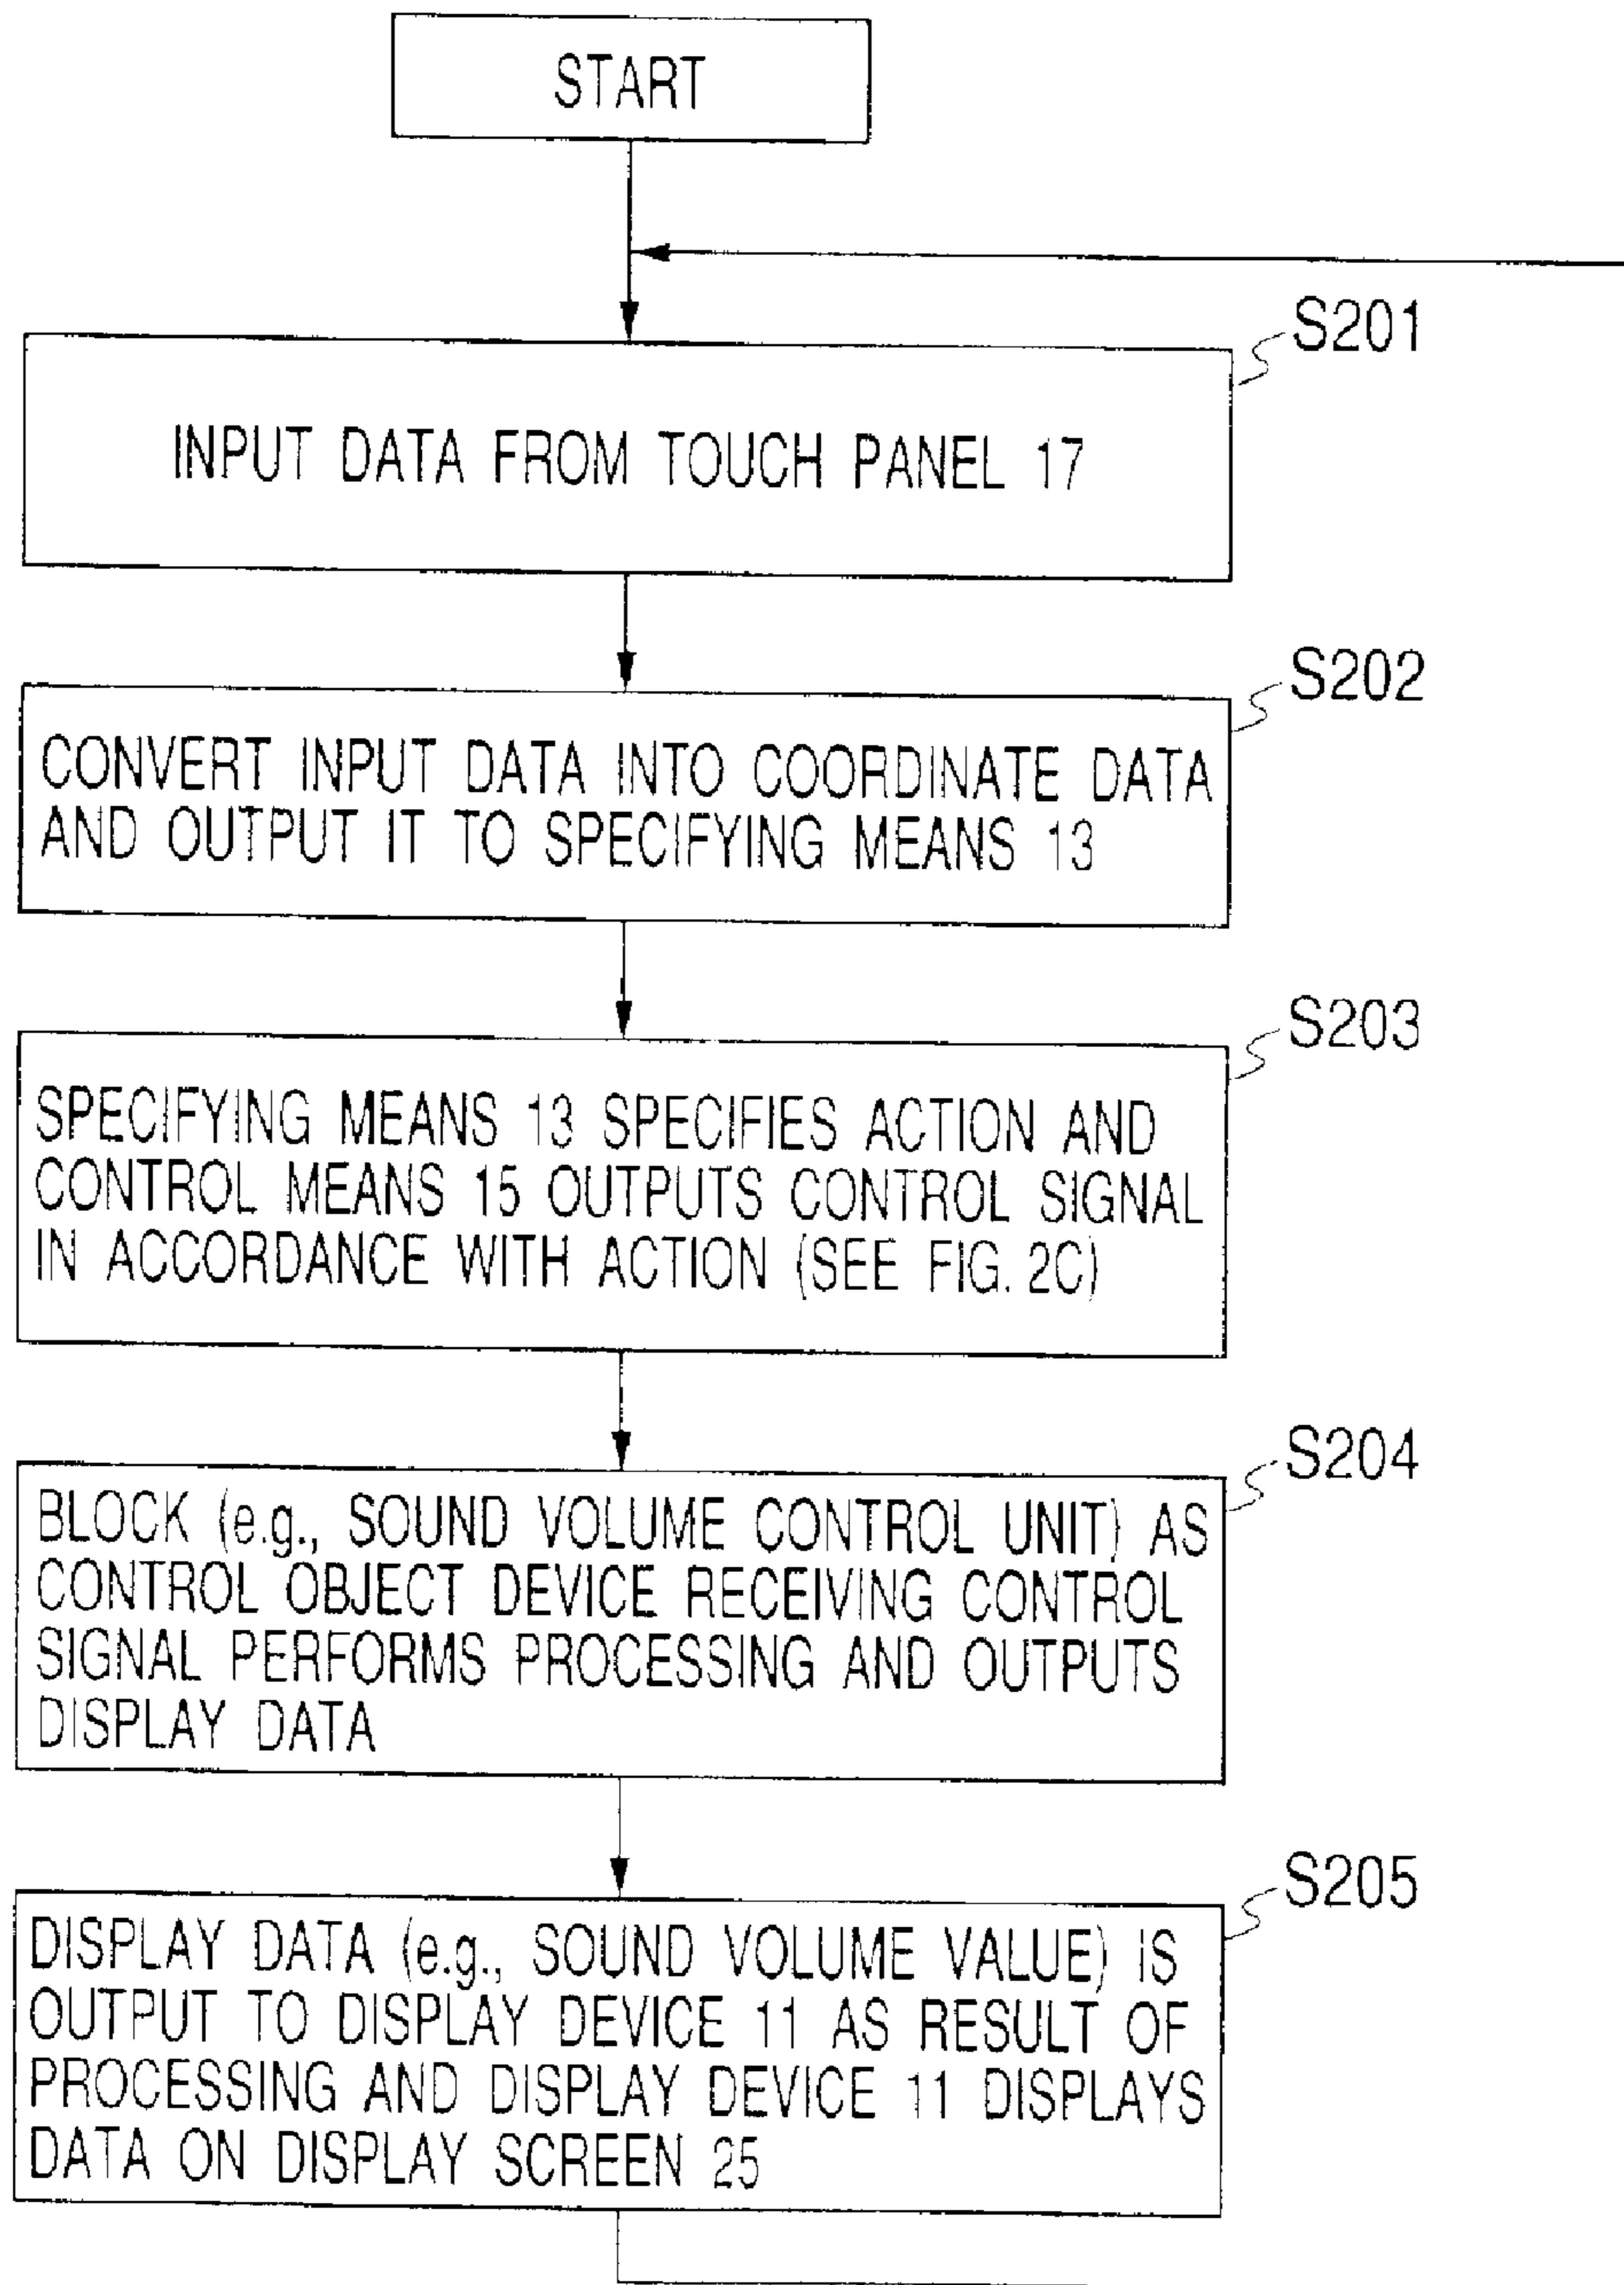 START
S201
INPUT DATA FROM TOUCH PANEL 17
S202
CONVERT INPUT DATA INTO COORDINATE DATA
AND OUTPUT IT TO SPECIFYING MEANS 13
S203
SPECIFYING MEANS 13 SPECIFIES ACTION AND
CONTROL MEANS 15 OUTPUTS CONTROL SIGNAL
IN ACCORDANCE WITH ACTION (SEE FIG. 2C)
S204
BLOCK (e.g., SOUND VOLUME CONTROL UNIT) AS
CONTROL OBJECT DEVICE RECEIVING CONTROL
SIGNAL PERFORMS PROCESSING AND OUTPUTS
DISPLAY DATA
S205
DISPLAY DATA (e.g., SOUND VOLUME VALUE) IS
OUTPUT TO DISPLAY DEVICE 11 AS RESULT OF
PROCESSING AND DISPLAY DEVICE 11 DISPLAYS
DATA ON DISPLAY SCREEN 25